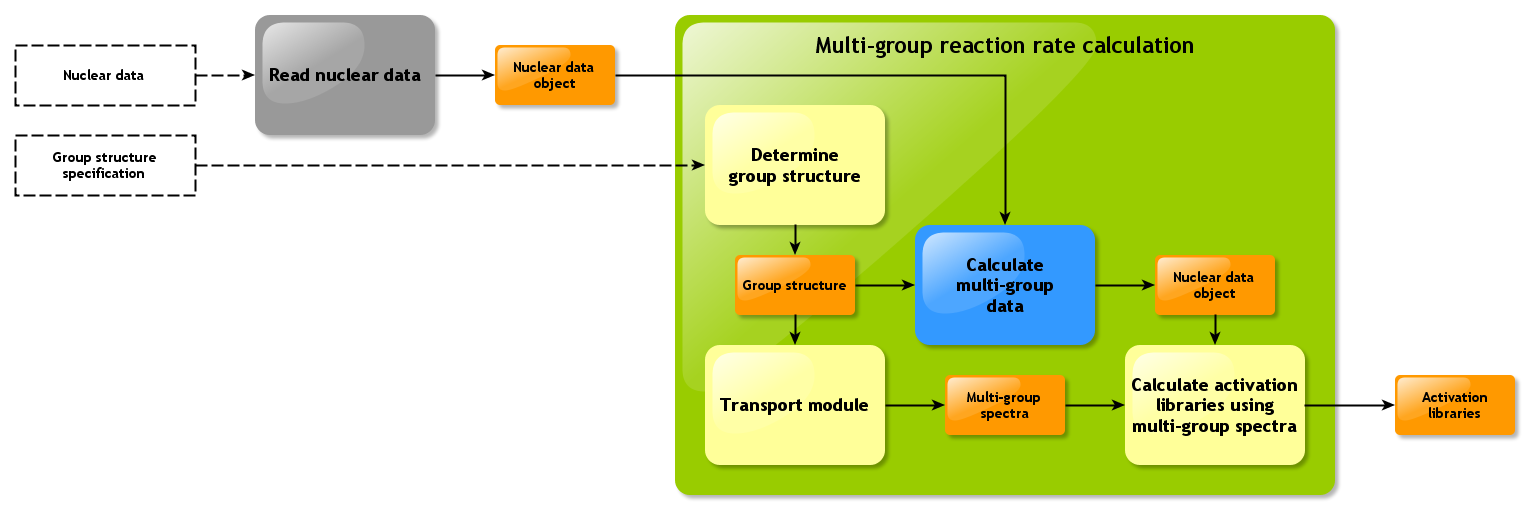 Multi-group reaction rate calculation
Nuclear data
Read nuclear data
Nuclear data
object
Group structure
specification
Determine
group structure
Group structure
Calculate
multi-group
data
Nuclear data
object
Transport module
Multi-group
spectra
Calculate activation
libraries using
multi-group spectra
Activation
libraries